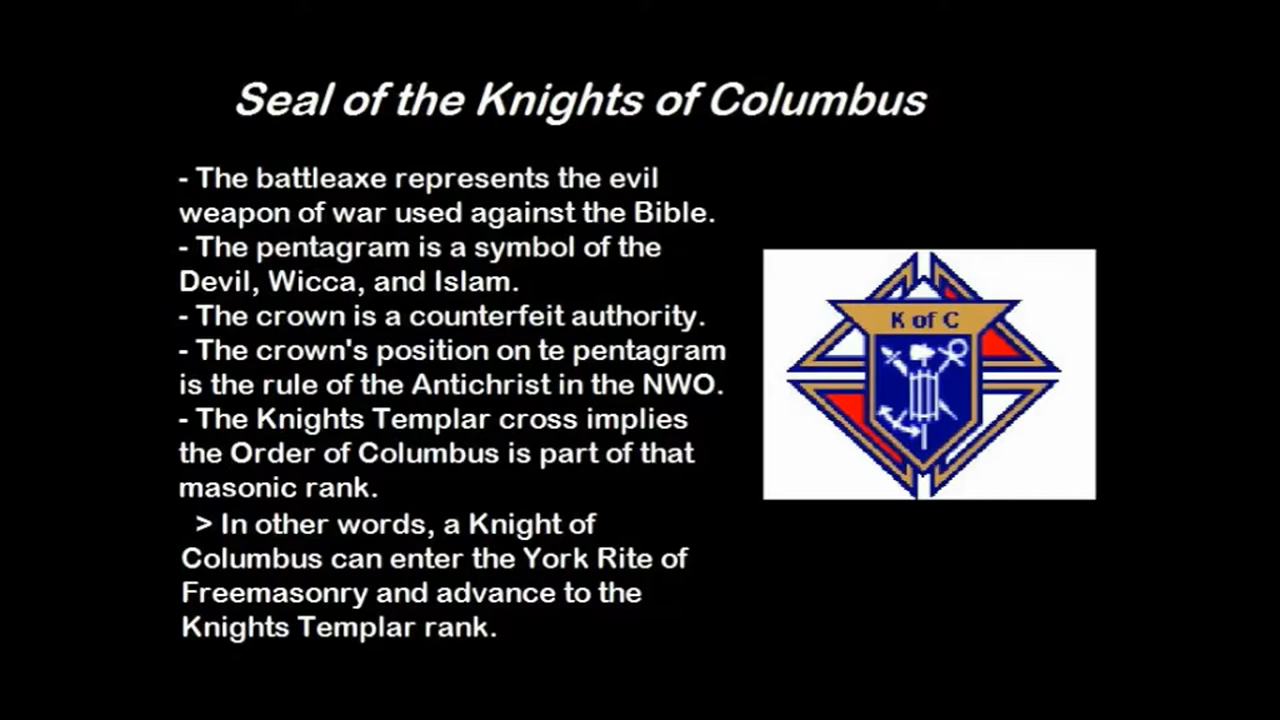 Seal of the Knights of Columbus
- The battleaxe represents the evil
weapon of war used against the Bible.
- The pentagram is a symbol of the
Devil, Wicca, and Islam.
- The crown is a counterfeit authority.
- The crown's position on te pentagram
is the rule of the Antichrist in the NWO.
- The Knights Templar cross implies
the Order of Columbus is part of that
masonic rank.
> In other words, a Knight of
Columbus can enter the York Rite of
Freemasonry and advance to the
Knights Templar rank.
K of C